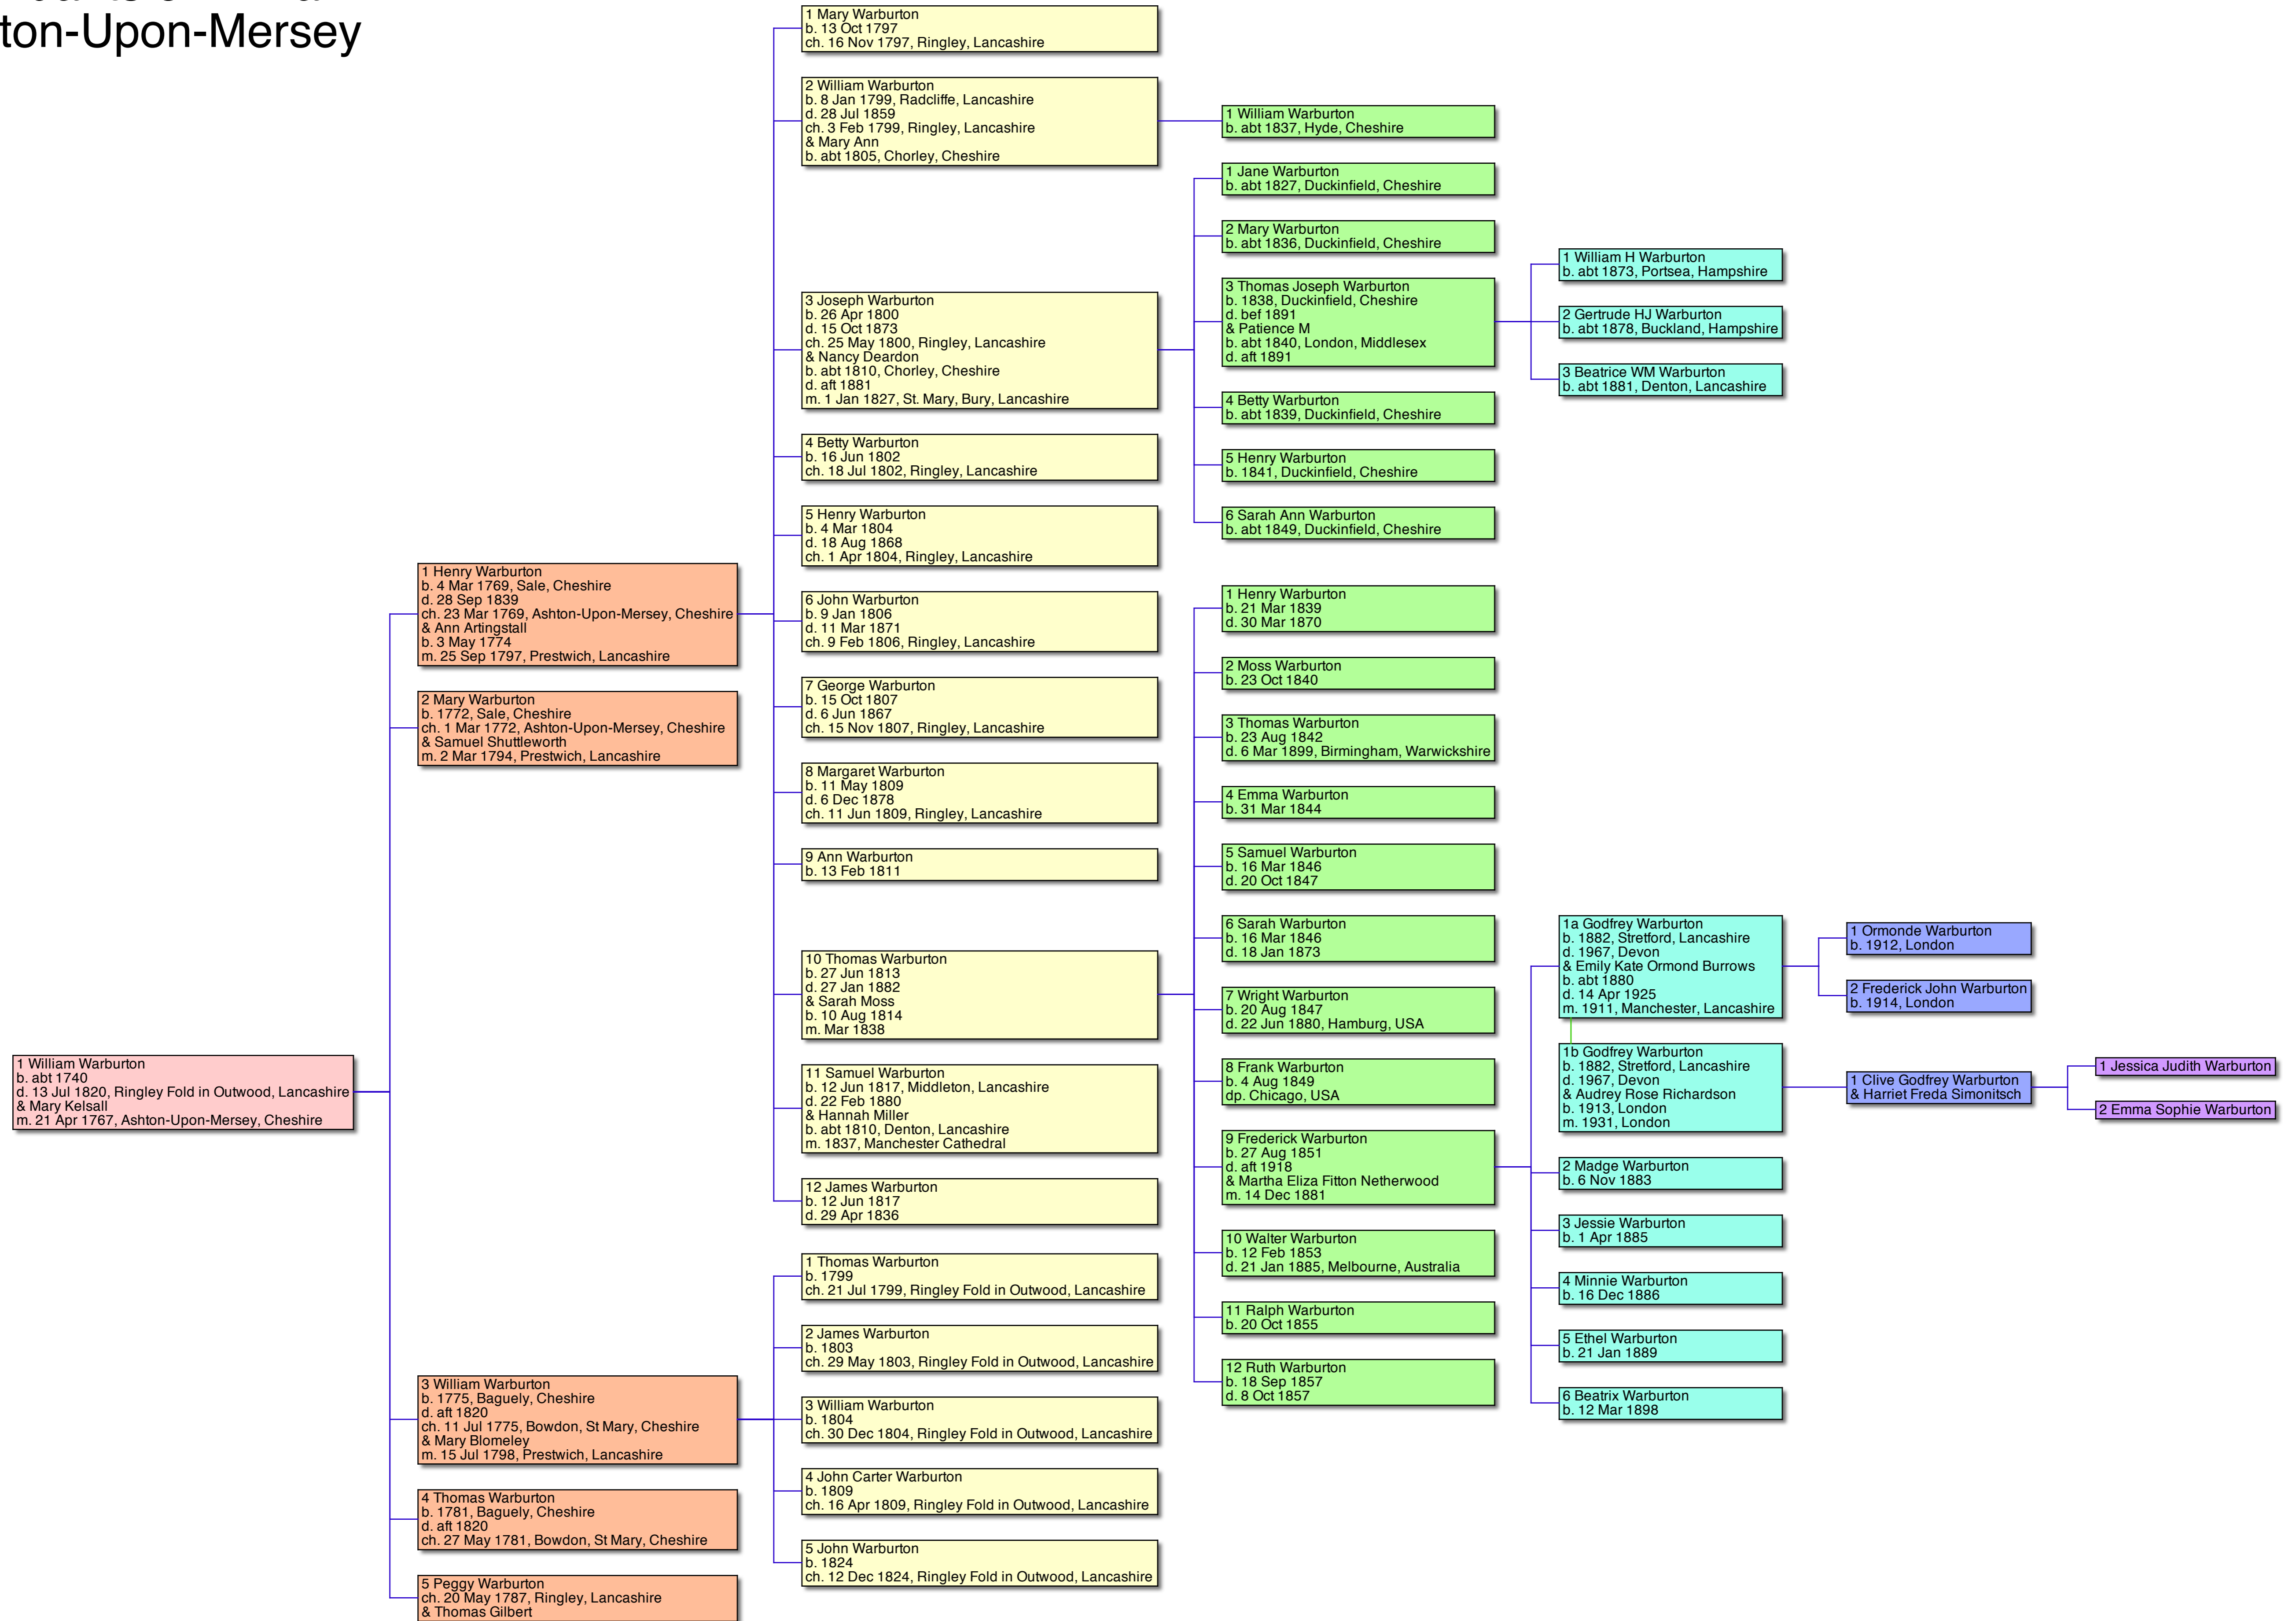 ton-Upon-Mersey
1 William Warburton
b. abt 1740
d. 13 Jul 1820, Ringley Fold in Outwood, Lancashire
& Mary Kelsall
m. 21 Apr 1767, Ashton-Upon-Mersey, Cheshire
1 Henry Warburton
b. 4 Mar 1769, Sale, Cheshire
d. 28 Sep 1839
ch. 23 Mar 1769, Ashton-Upon-Mersey, Cheshire
& Ann Artingstall
b. 3 May 1774
m. 25 Sep 1797, Prestwich, Lancashire
2 Mary Warburton
b. 1772, Sale, Cheshire
ch. 1 Mar 1772, Ashton-Upon-Mersey, Cheshire
& Samuel Shuttleworth
m. 2 Mar 1794, Prestwich, Lancashire
3 William Warburton
b. 1775, Baguely, Cheshire
d. aft 1820
ch. 11 Jul 1775, Bowdon, St Mary, Cheshire
& Mary Blomeley
m. 15 Jul 1798, Prestwich, Lancashire
4 Thomas Warburton
b. 1781, Baguely, Cheshire
d. aft 1820
ch. 27 May 1781, Bowdon, St Mary, Cheshire
5 Peggy Warburton
ch. 20 May 1787, Ringley, Lancashire
& Thomas Gilbert
1 Mary Warburton
b. 13 Oct 1797
ch. 16 Nov 1797, Ringley, Lancashire
2 William Warburton
b. 8 Jan 1799, Radcliffe, Lancashire
d. 28 Jul 1859
ch. 3 Feb 1799, Ringley, Lancashire
& Mary Ann
b. abt 1805, Chorley, Cheshire
3 Joseph Warburton
b. 26 Apr 1800
d. 15 Oct 1873
ch. 25 May 1800, Ringley, Lancashire
& Nancy Deardon
b. abt 1810, Chorley, Cheshire
d. aft 1881
m. 1 Jan 1827, St. Mary, Bury, Lancashire
4 Betty Warburton
b. 16 Jun 1802
ch. 18 Jul 1802, Ringley, Lancashire
5 Henry Warburton
b. 4 Mar 1804
d. 18 Aug 1868
ch. 1 Apr 1804, Ringley, Lancashire
6 John Warburton
b. 9 Jan 1806
d. 11 Mar 1871
ch. 9 Feb 1806, Ringley, Lancashire
7 George Warburton
b. 15 Oct 1807
d. 6 Jun 1867
ch. 15 Nov 1807, Ringley, Lancashire
8 Margaret Warburton
b. 11 May 1809
d. 6 Dec 1878
ch. 11 Jun 1809, Ringley, Lancashire
9 Ann Warburton
b. 13 Feb 1811
10 Thomas Warburton
b. 27 Jun 1813
d. 27 Jan 1882
& Sarah Moss
b. 10 Aug 1814
m. Mar 1838
11 Samuel Warburton
b. 12 Jun 1817, Middleton, Lancashire
d. 22 Feb 1880
& Hannah Miller
b. abt 1810, Denton, Lancashire
m. 1837, Manchester Cathedral
12 James Warburton
b. 12 Jun 1817
d. 29 Apr 1836
1 Thomas Warburton
b. 1799
ch. 21 Jul 1799, Ringley Fold in Outwood, Lancashire
2 James Warburton
b. 1803
ch. 29 May 1803, Ringley Fold in Outwood, Lancashire
3 William Warburton
b. 1804
ch. 30 Dec 1804, Ringley Fold in Outwood, Lancashire
4 John Carter Warburton
b. 1809
ch. 16 Apr 1809, Ringley Fold in Outwood, Lancashire
5 John Warburton
b. 1824
ch. 12 Dec 1824, Ringley Fold in Outwood, Lancashire
1 William Warburton
b. abt 1837, Hyde, Cheshire
1 Jane Warburton
b. abt 1827, Duckinfield, Cheshire
2 Mary Warburton
b. abt 1836, Duckinfield, Cheshire
3 Thomas Joseph Warburton
b. 1838, Duckinfield, Cheshire
d. bef 1891
& Patience M
b. abt 1840, London, Middlesex
d. aft 1891
4 Betty Warburton
b. abt 1839, Duckinfield, Cheshire
5 Henry Warburton
b. 1841, Duckinfield, Cheshire
6 Sarah Ann Warburton
b. abt 1849, Duckinfield, Cheshire
1 Henry Warburton
b. 21 Mar 1839
d. 30 Mar 1870
2 Moss Warburton
b. 23 Oct 1840
3 Thomas Warburton
b. 23 Aug 1842
d. 6 Mar 1899, Birmingham, Warwickshire
4 Emma Warburton
b. 31 Mar 1844
5 Samuel Warburton
b. 16 Mar 1846
d. 20 Oct 1847
6 Sarah Warburton
b. 16 Mar 1846
d. 18 Jan 1873
7 Wright Warburton
b. 20 Aug 1847
d. 22 Jun 1880, Hamburg, USA
8 Frank Warburton
b. 4 Aug 1849
dp. Chicago, USA
9 Frederick Warburton
b. 27 Aug 1851
d. aft 1918
& Martha Eliza Fitton Netherwood
m. 14 Dec 1881
10 Walter Warburton
b. 12 Feb 1853
d. 21 Jan 1885, Melbourne, Australia
11 Ralph Warburton
b. 20 Oct 1855
12 Ruth Warburton
b. 18 Sep 1857
d. 8 Oct 1857
1 William H Warburton
b. abt 1873, Portsea, Hampshire
2 Gertrude HJ Warburton
b. abt 1878, Buckland, Hampshire
3 Beatrice WM Warburton
b. abt 1881, Denton, Lancashire
1a Godfrey Warburton
b. 1882, Stretford, Lancashire
d. 1967, Devon
& Emily Kate Ormond Burrows
b. abt 1880
d. 14 Apr 1925
m. 1911, Manchester, Lancashire
1b Godfrey Warburton
b. 1882, Stretford, Lancashire
d. 1967, Devon
& Audrey Rose Richardson
b. 1913, London
m. 1931, London
2 Madge Warburton
b. 6 Nov 1883
3 Jessie Warburton
b. 1 Apr 1885
4 Minnie Warburton
b. 16 Dec 1886
5 Ethel Warburton
b. 21 Jan 1889
6 Beatrix Warburton
b. 12 Mar 1898
1 Ormonde Warburton
b. 1912, London
2 Frederick John Warburton
b. 1914, London
1 Clive Godfrey Warburton
& Harriet Freda Simonitsch
1 Jessica Judith Warburton
2 Emma Sophie Warburton